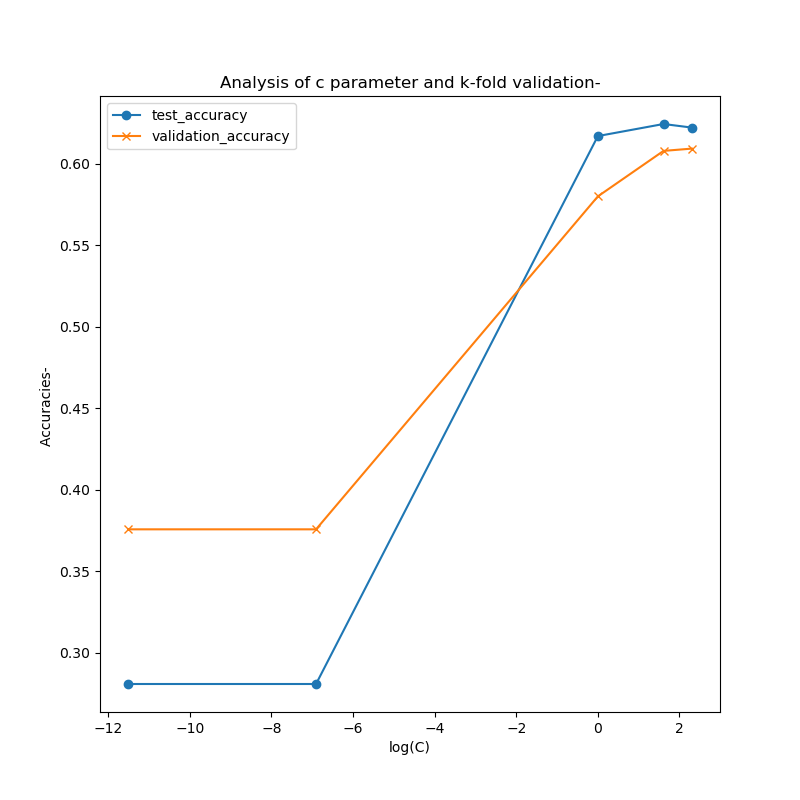 Analysis of c parameter and k-fold validation-
test_accuracy
validation_accuracy
0.60
0.55
0.50
0.45
0.40
0.35
0.30
Accuracies-
−12 −10 −8 −6 −4 −2 0 2
log(C)